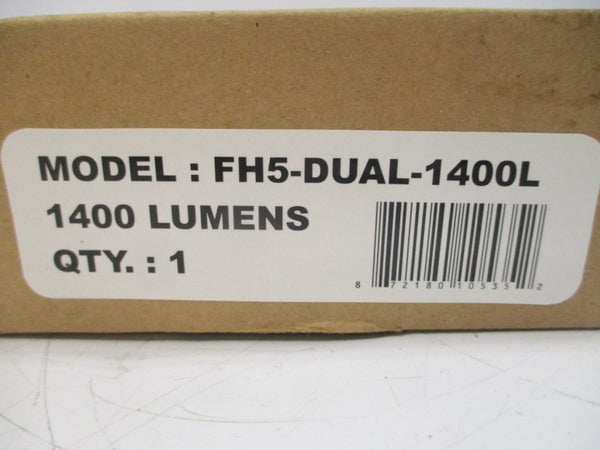 MODEL : FH5-DUAL-1400L
1400 LUMENS
QTY. : 1
8 72180 10535 2